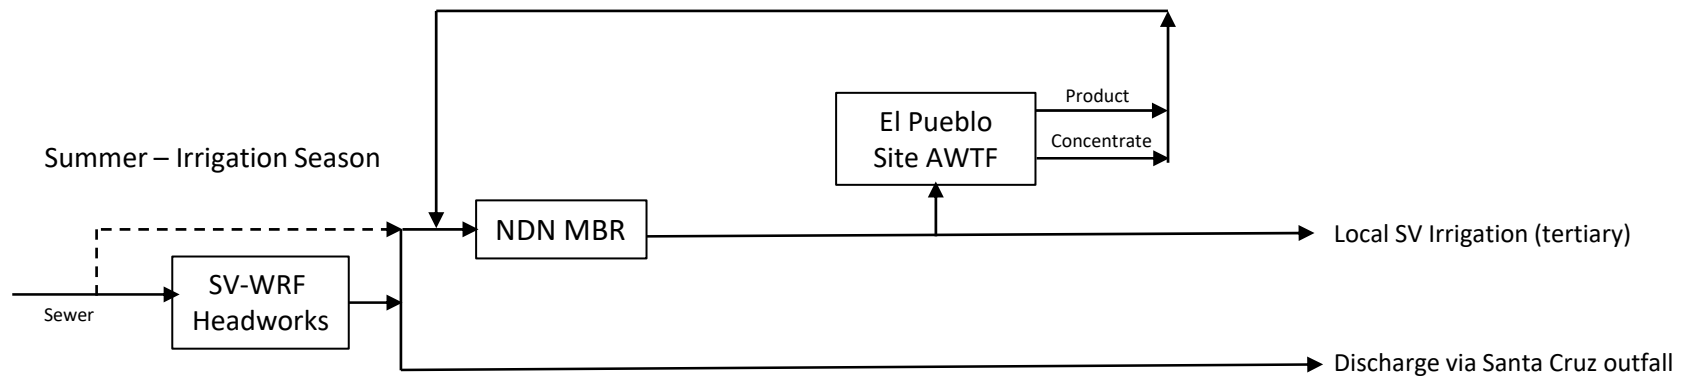 Product
El Pueblo
Site AWTF
Concentrate
Summer – Irrigation Season
NDN MBR
Local SV Irrigation (tertiary)
SV-WRF
Headworks
Sewer
Discharge via Santa Cruz outfall